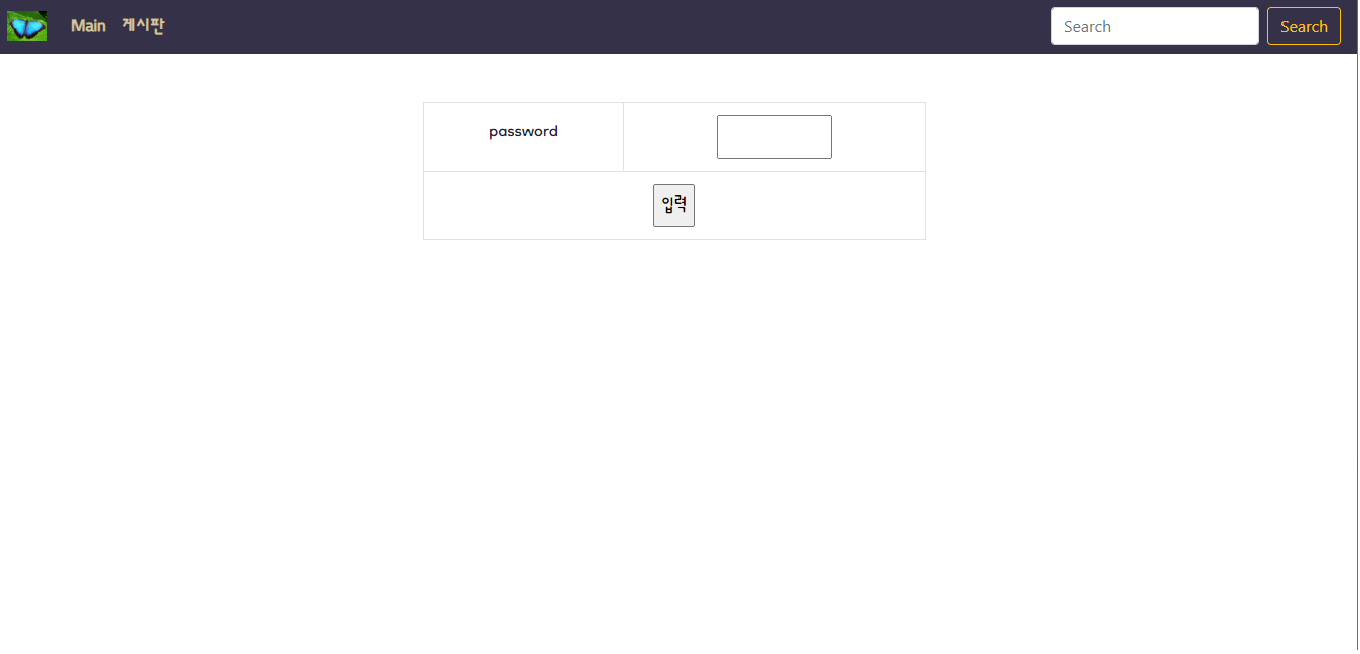 Main 게시판 Search Search
password
입력